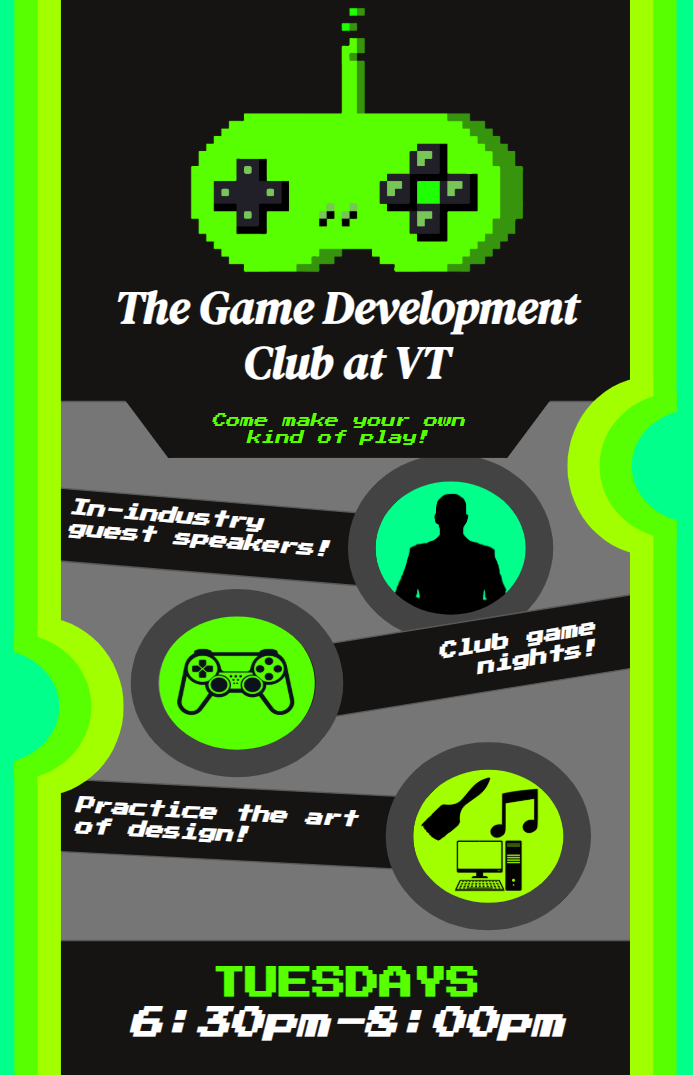 The Game Development
Club at VT
Come make your own
kind of play!
In-industry
guest speakers!
Club game
nights!
Practice the art
of design!
TUESDAYS
6:30pm-8:00pm